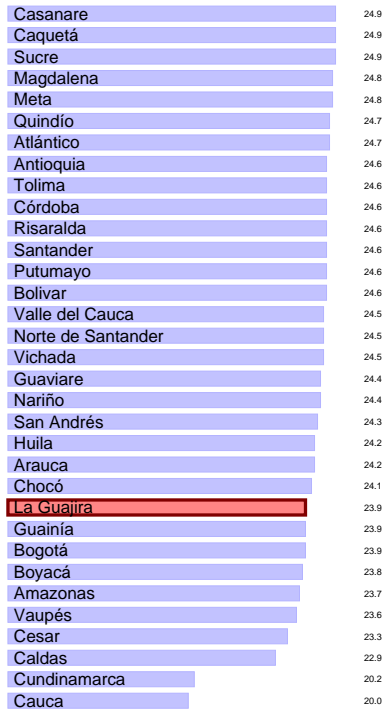 Casanare 24.9
Caquetá 24.9
Sucre 24.9
Magdalena 24.8
Meta 24.8
Quindío 24.7
Atlántico 24.7
Antioquia 24.6
Tolima 24.6
Córdoba 24.6
Risaralda 24.6
Santander 24.6
Putumayo 24.6
Bolivar 24.6
Valle del Cauca 24.5
Norte de Santander 24.5
Vichada 24.5
Guaviare 24.4
Nariño 24.4
San Andrés 24.3
Huila 24.2
Arauca 24.2
Chocó 24.1
La Guajira 23.9
Guainía 23.9
Bogotá 23.9
Boyacá 23.8
Amazonas 23.7
Vaupés 23.6
Cesar 23.3
Caldas 22.9
Cundinamarca 20.2
Cauca 20.0